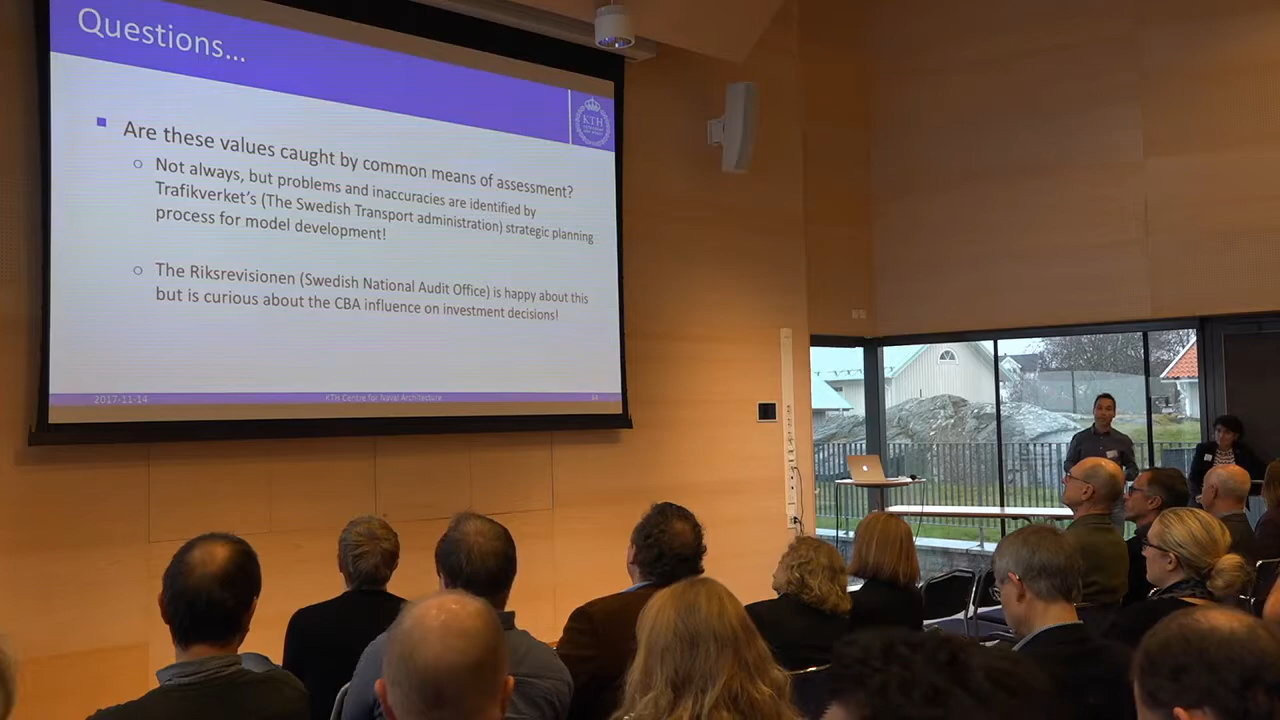 Questions...
Are these values caught by common means of assessment?
Not always, but problems and inaccuracies are identified by
Trafikverket's (The Swedish Transport administration) strategic planning
process for model development!
The Riksrevisionen (Swedish National Audit Office) is happy about this
but is curious about the CBA influence on investment decisions!
KTH
2017-11-14 KTH Centre for Naval Architecture